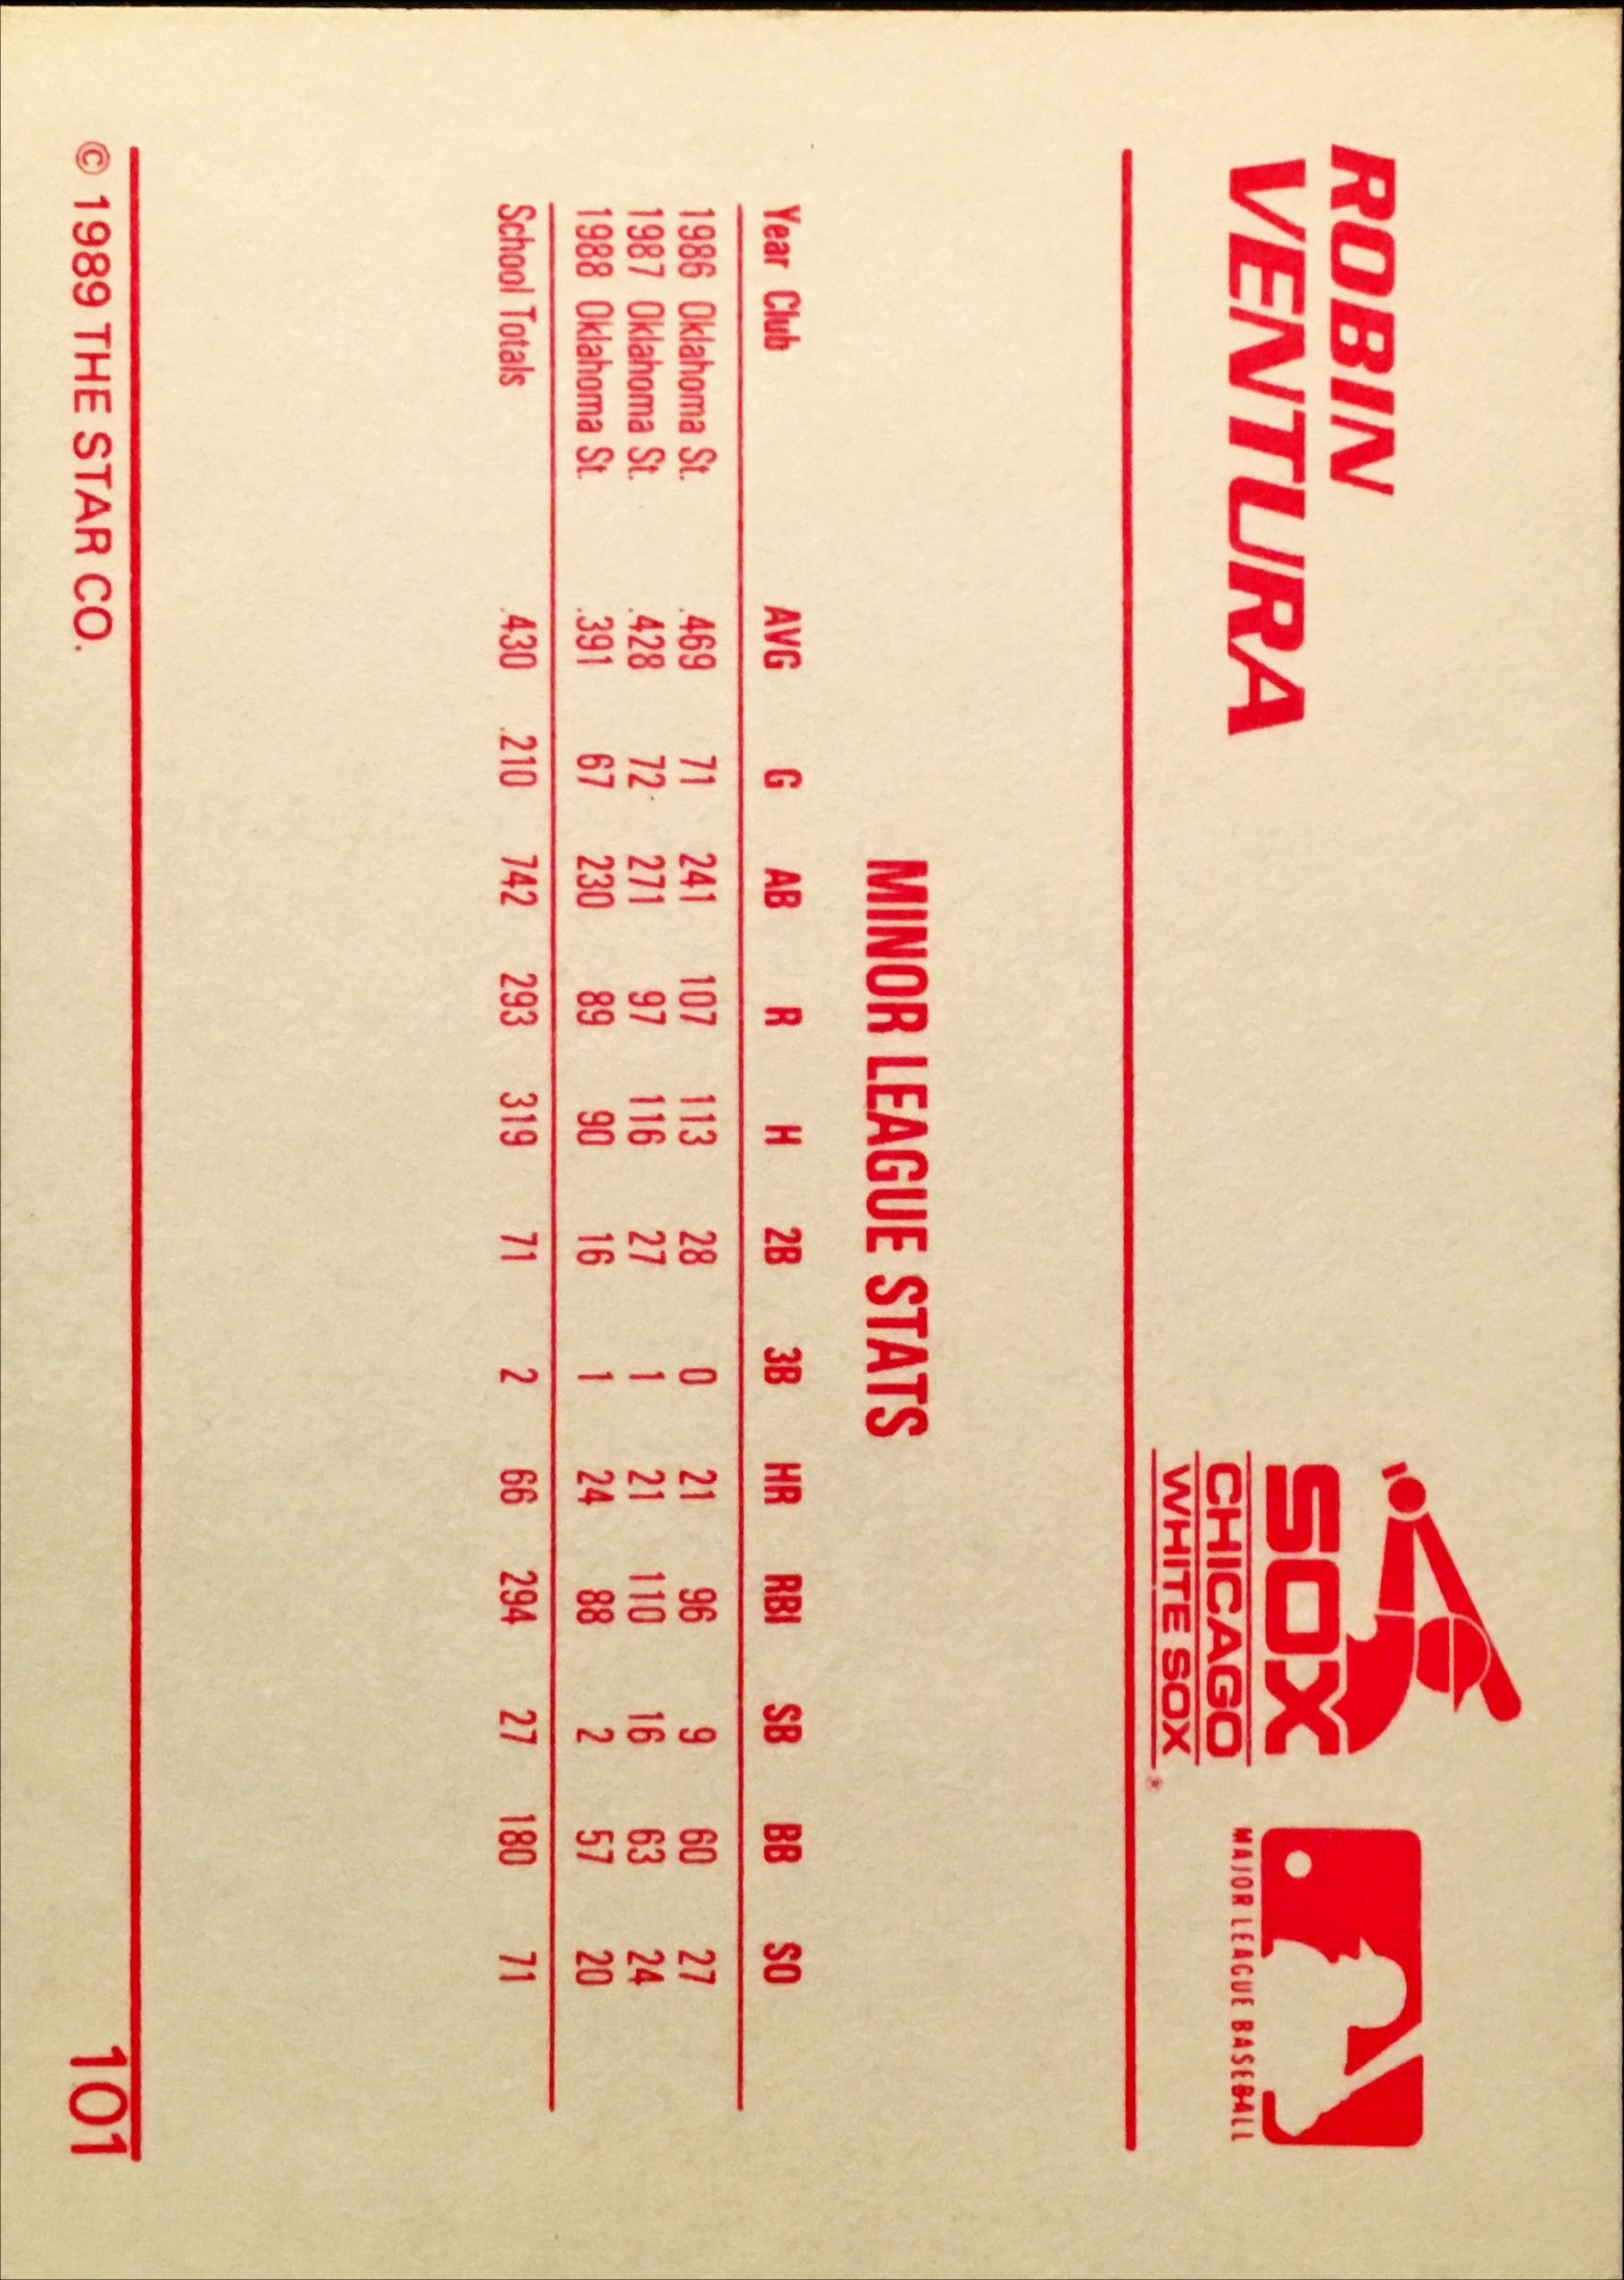 ROBIN
VENTURA
SOX
CHICAGO
WHITE SOX
®
MAJOR LEAGUE BASEBALL
MINOR LEAGUE STATS
Year Club AVG G AB R H 2B 3B HR RBI SB BB SO
1986 Oklahoma St. .469 71 241 107 113 28 0 21 96 9 60 27
1987 Oklahoma St. .428 72 271 97 116 27 1 21 110 16 63 24
1988 Oklahoma St. .391 67 230 89 90 16 1 24 88 2 57 20
School Totals .430 .210 742 293 319 71 2 66 294 27 180 71
© 1989 THE STAR CO. 101